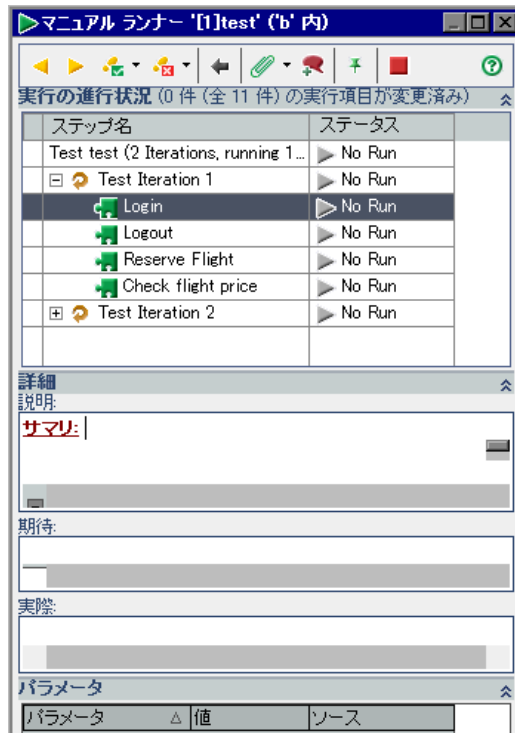 マニュアル ランナー '[1]test' ('b' 内)
実行の進行状況 (0 件 (全 11 件) の実行項目が変更済み)
ステップ名 ステータス
Test test (2 Iterations, running 1... No Run
Test Iteration 1 No Run
Login No Run
Logout No Run
Reserve Flight No Run
Check flight price No Run
Test Iteration 2 No Run
詳細
説明:
サマリ:
期待:
実際:
パラメータ
パラメータ 値 ソース